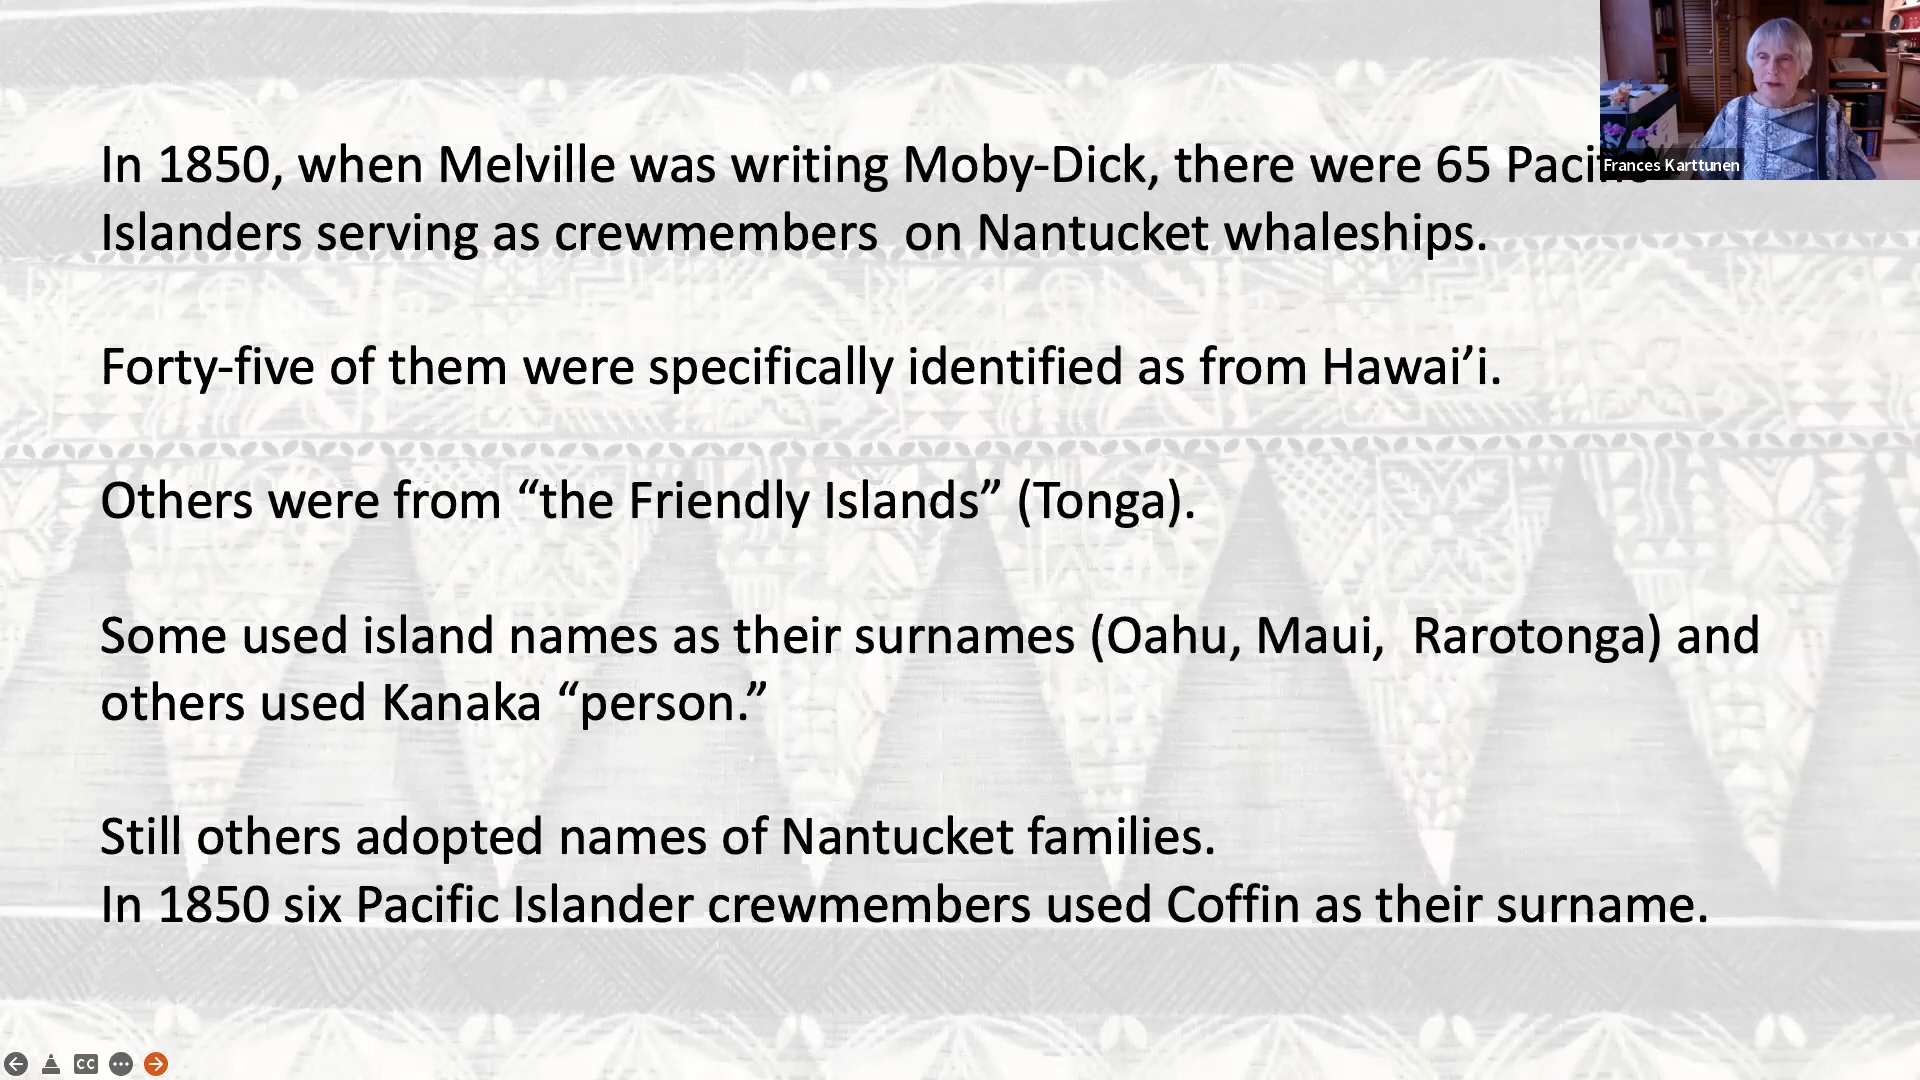 In 1850, when Melville was writing Moby-Dick, there were 65
Islanders serving as crewmembers  on Nantucket whaleships.
Forty-five of them were specifically identified as from Hawai’i.
Others were from “the Friendly Islands” (Tonga).
Some used island names as their surnames (Oahu, Maui,  Rarotonga) and
others used Kanaka “person.”
Still others adopted names of Nantucket families.
In 1850 six Pacific Islander crewmembers used Coffin as their surname.
Frances Karttunen
CC